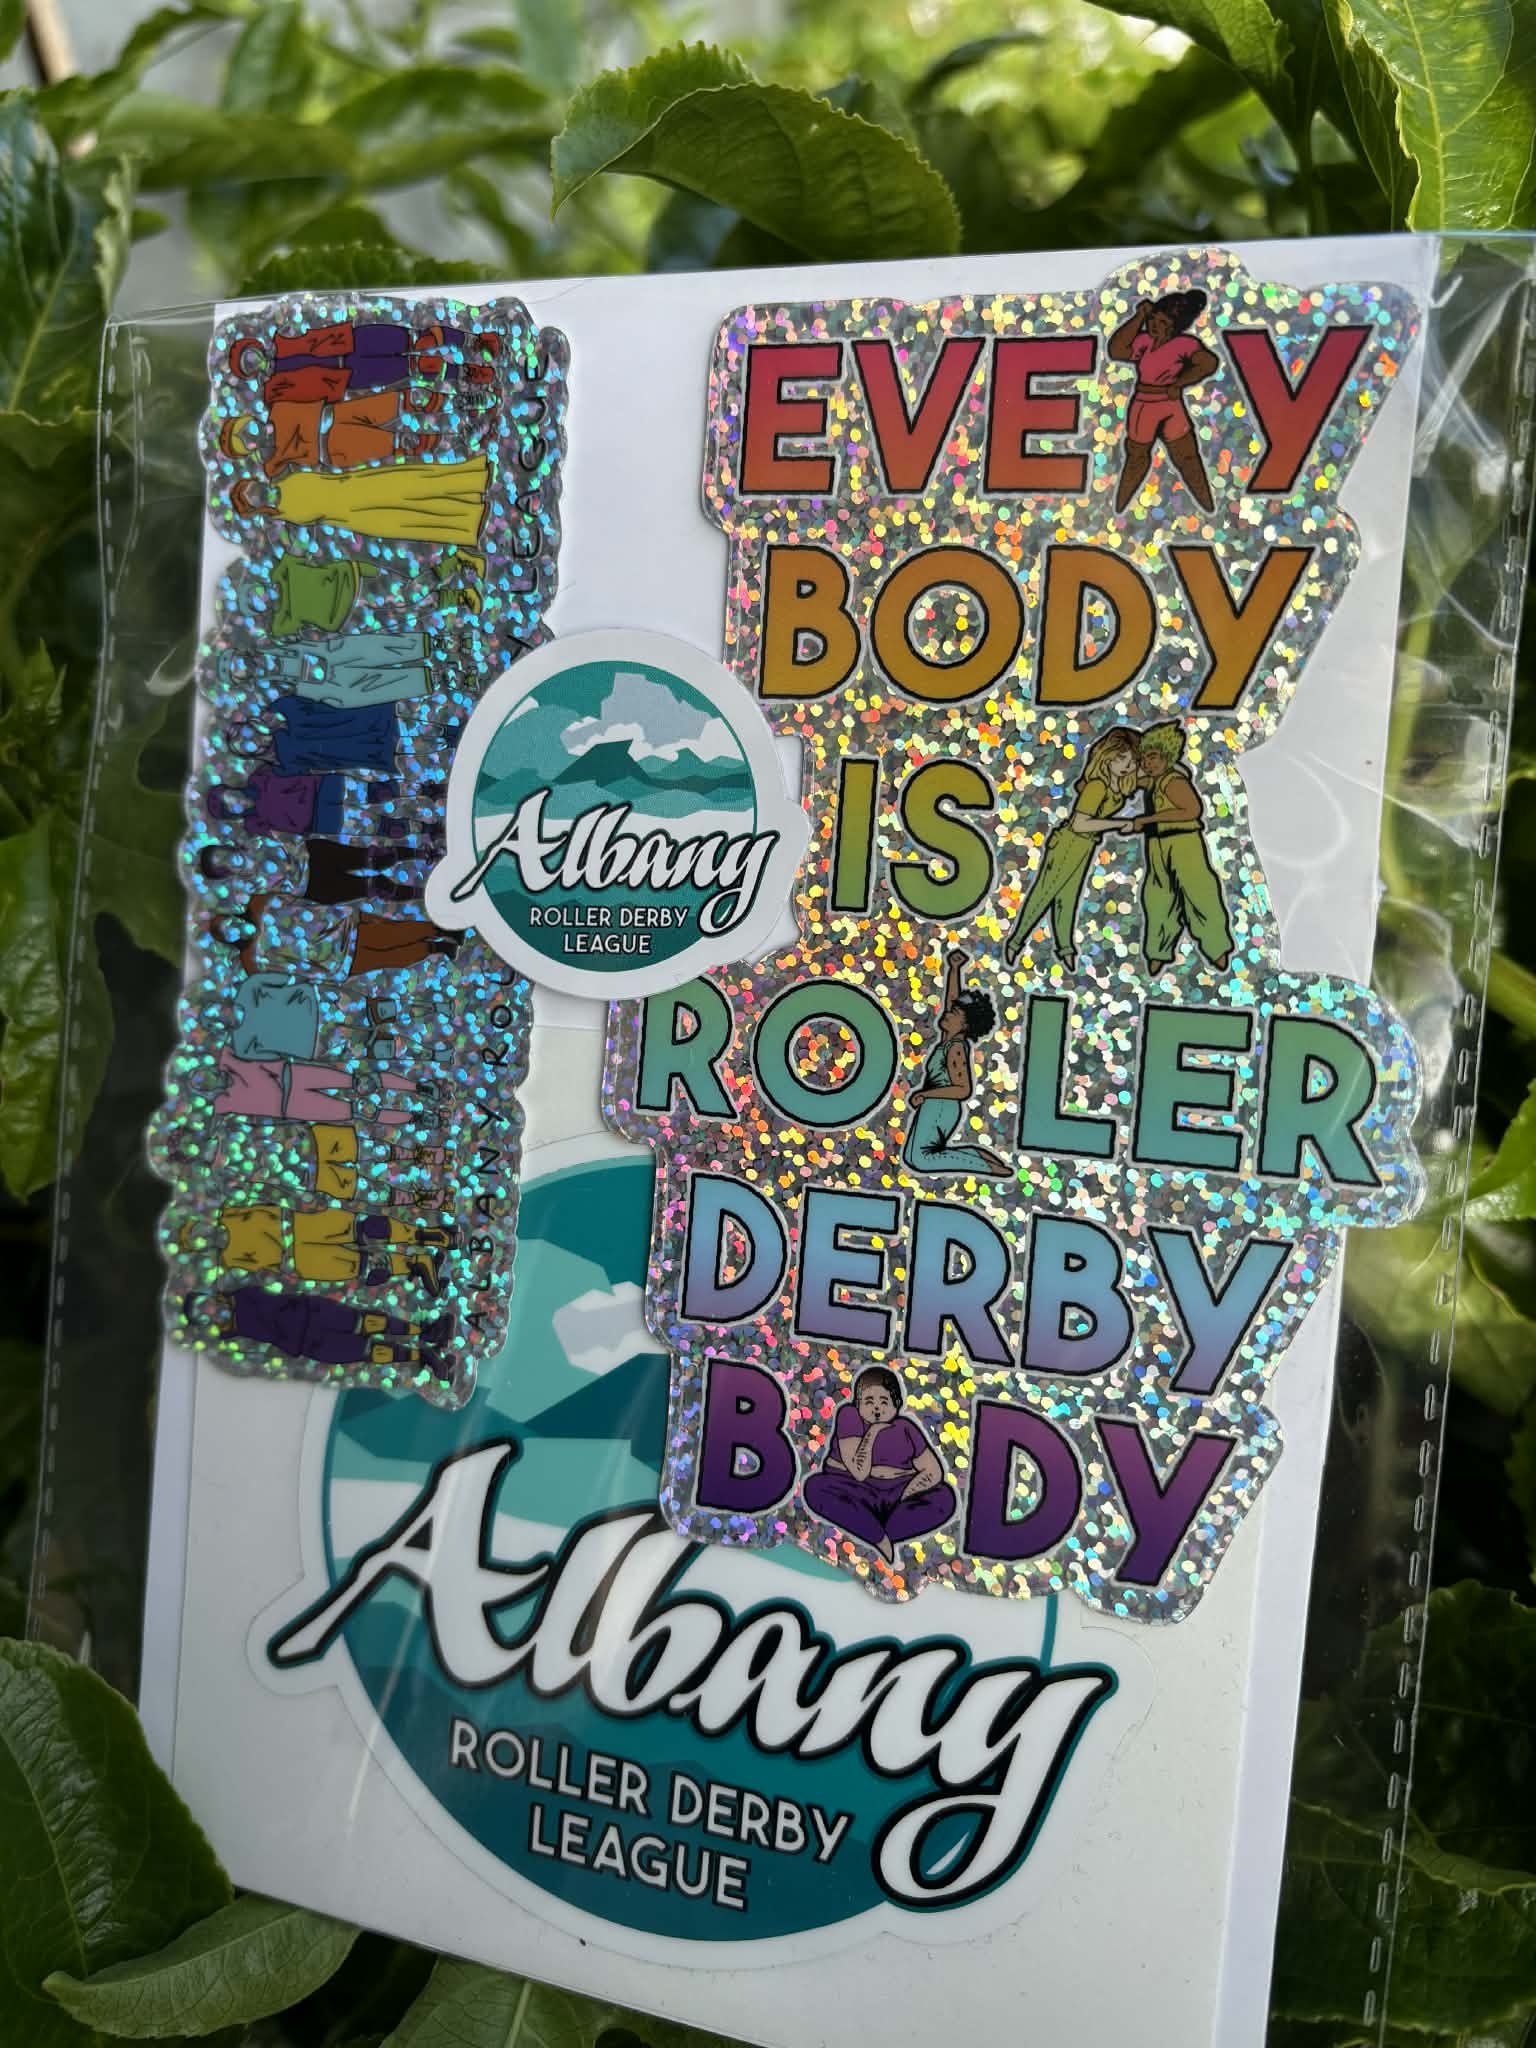 EVERY
BODY
IS A
ROLLER
DERBY
BODY
ALBANY ROLLER DERBY LEAGUE
Albany
ROLLER DERBY
LEAGUE
Albany
ROLLER DERBY
LEAGUE